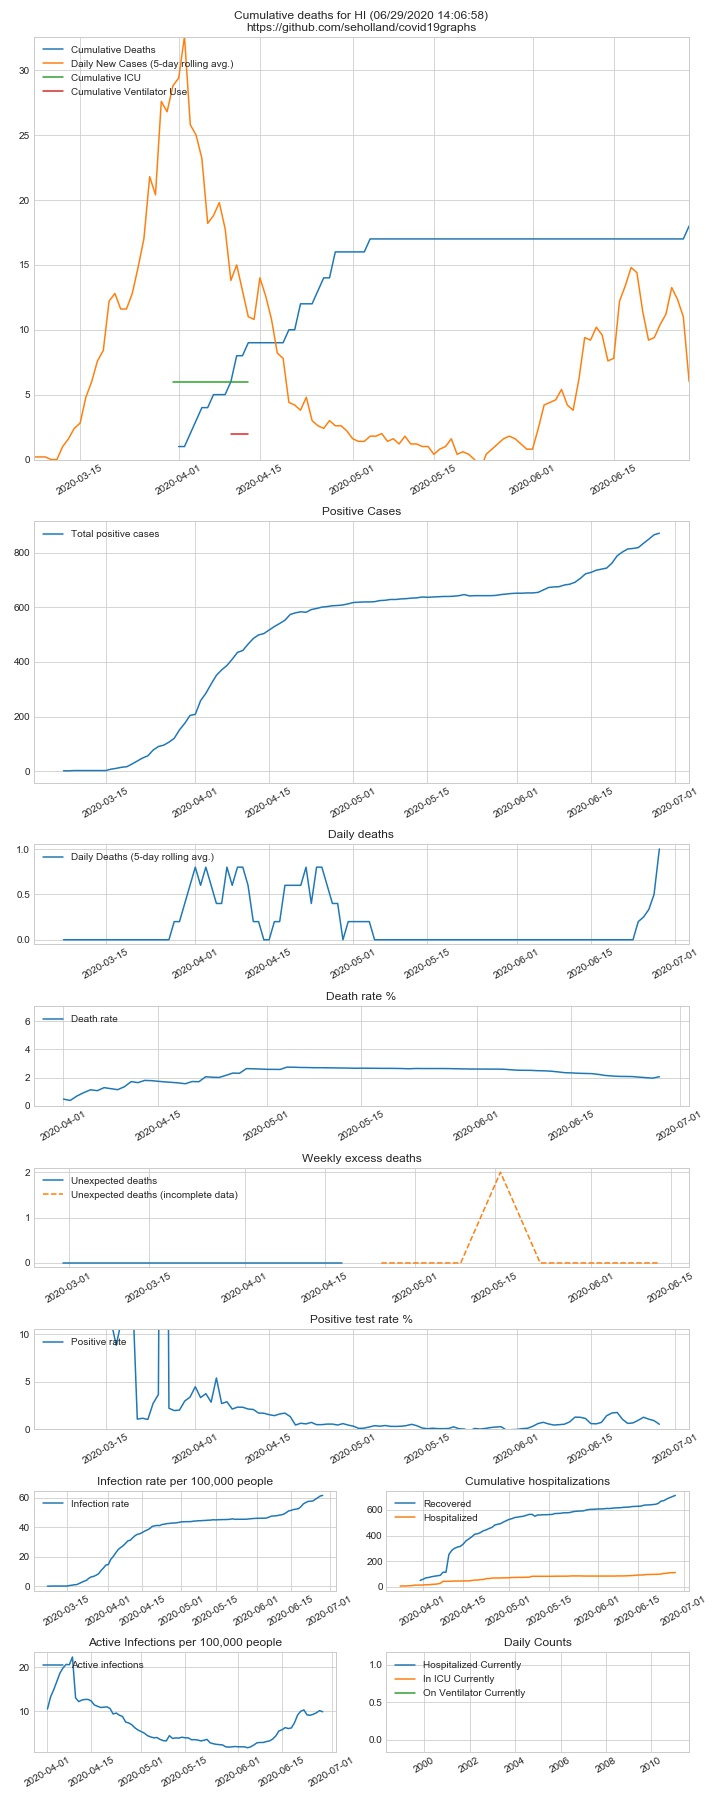 Cumulative deaths for HI (06/29/2020 14:06:58)
https://github.com/seholland/covid19graphs
Cumulative Deaths
Daily New Cases (5-day rolling avg.)
Cumulative ICU
Cumulative Ventilator Use
30
25
20
15
10
5
0
2020-03-15 2020-04-01 2020-04-15 2020-05-01 2020-05-15 2020-06-01 2020-06-15
Positive Cases
Total positive cases
800
600
400
200
0
2020-03-15 2020-04-01 2020-04-15 2020-05-01 2020-05-15 2020-06-01 2020-06-15 2020-07-01
Daily deaths
Daily Deaths (5-day rolling avg.)
1.0
0.5
0.0
2020-03-15 2020-04-01 2020-04-15 2020-05-01 2020-05-15 2020-06-01 2020-06-15 2020-07-01
Death rate %
Death rate
6
4
2
0
2020-04-01 2020-04-15 2020-05-01 2020-05-15 2020-06-01 2020-06-15 2020-07-01
Weekly excess deaths
Unexpected deaths
Unexpected deaths (incomplete data)
2
1
0
2020-03-01 2020-03-15 2020-04-01 2020-04-15 2020-05-01 2020-05-15 2020-06-01 2020-06-15
Positive test rate %
Positive rate
10
5
0
2020-03-15 2020-04-01 2020-04-15 2020-05-01 2020-05-15 2020-06-01 2020-06-15 2020-07-01
Infection rate per 100,000 people
Infection rate
60
40
20
0
2020-03-15 2020-04-01 2020-04-15 2020-05-01 2020-05-15 2020-06-01 2020-06-15 2020-07-01
Cumulative hospitalizations
Recovered
Hospitalized
600
400
200
0
2020-04-01 2020-04-15 2020-05-01 2020-05-15 2020-06-01 2020-06-15 2020-07-01
Active Infections per 100,000 people
Active infections
20
10
2020-04-01 2020-04-15 2020-05-01 2020-05-15 2020-06-01 2020-06-15 2020-07-01
Daily Counts
Hospitalized Currently
In ICU Currently
On Ventilator Currently
1.0
0.5
0.0
2000 2002 2004 2006 2008 2010